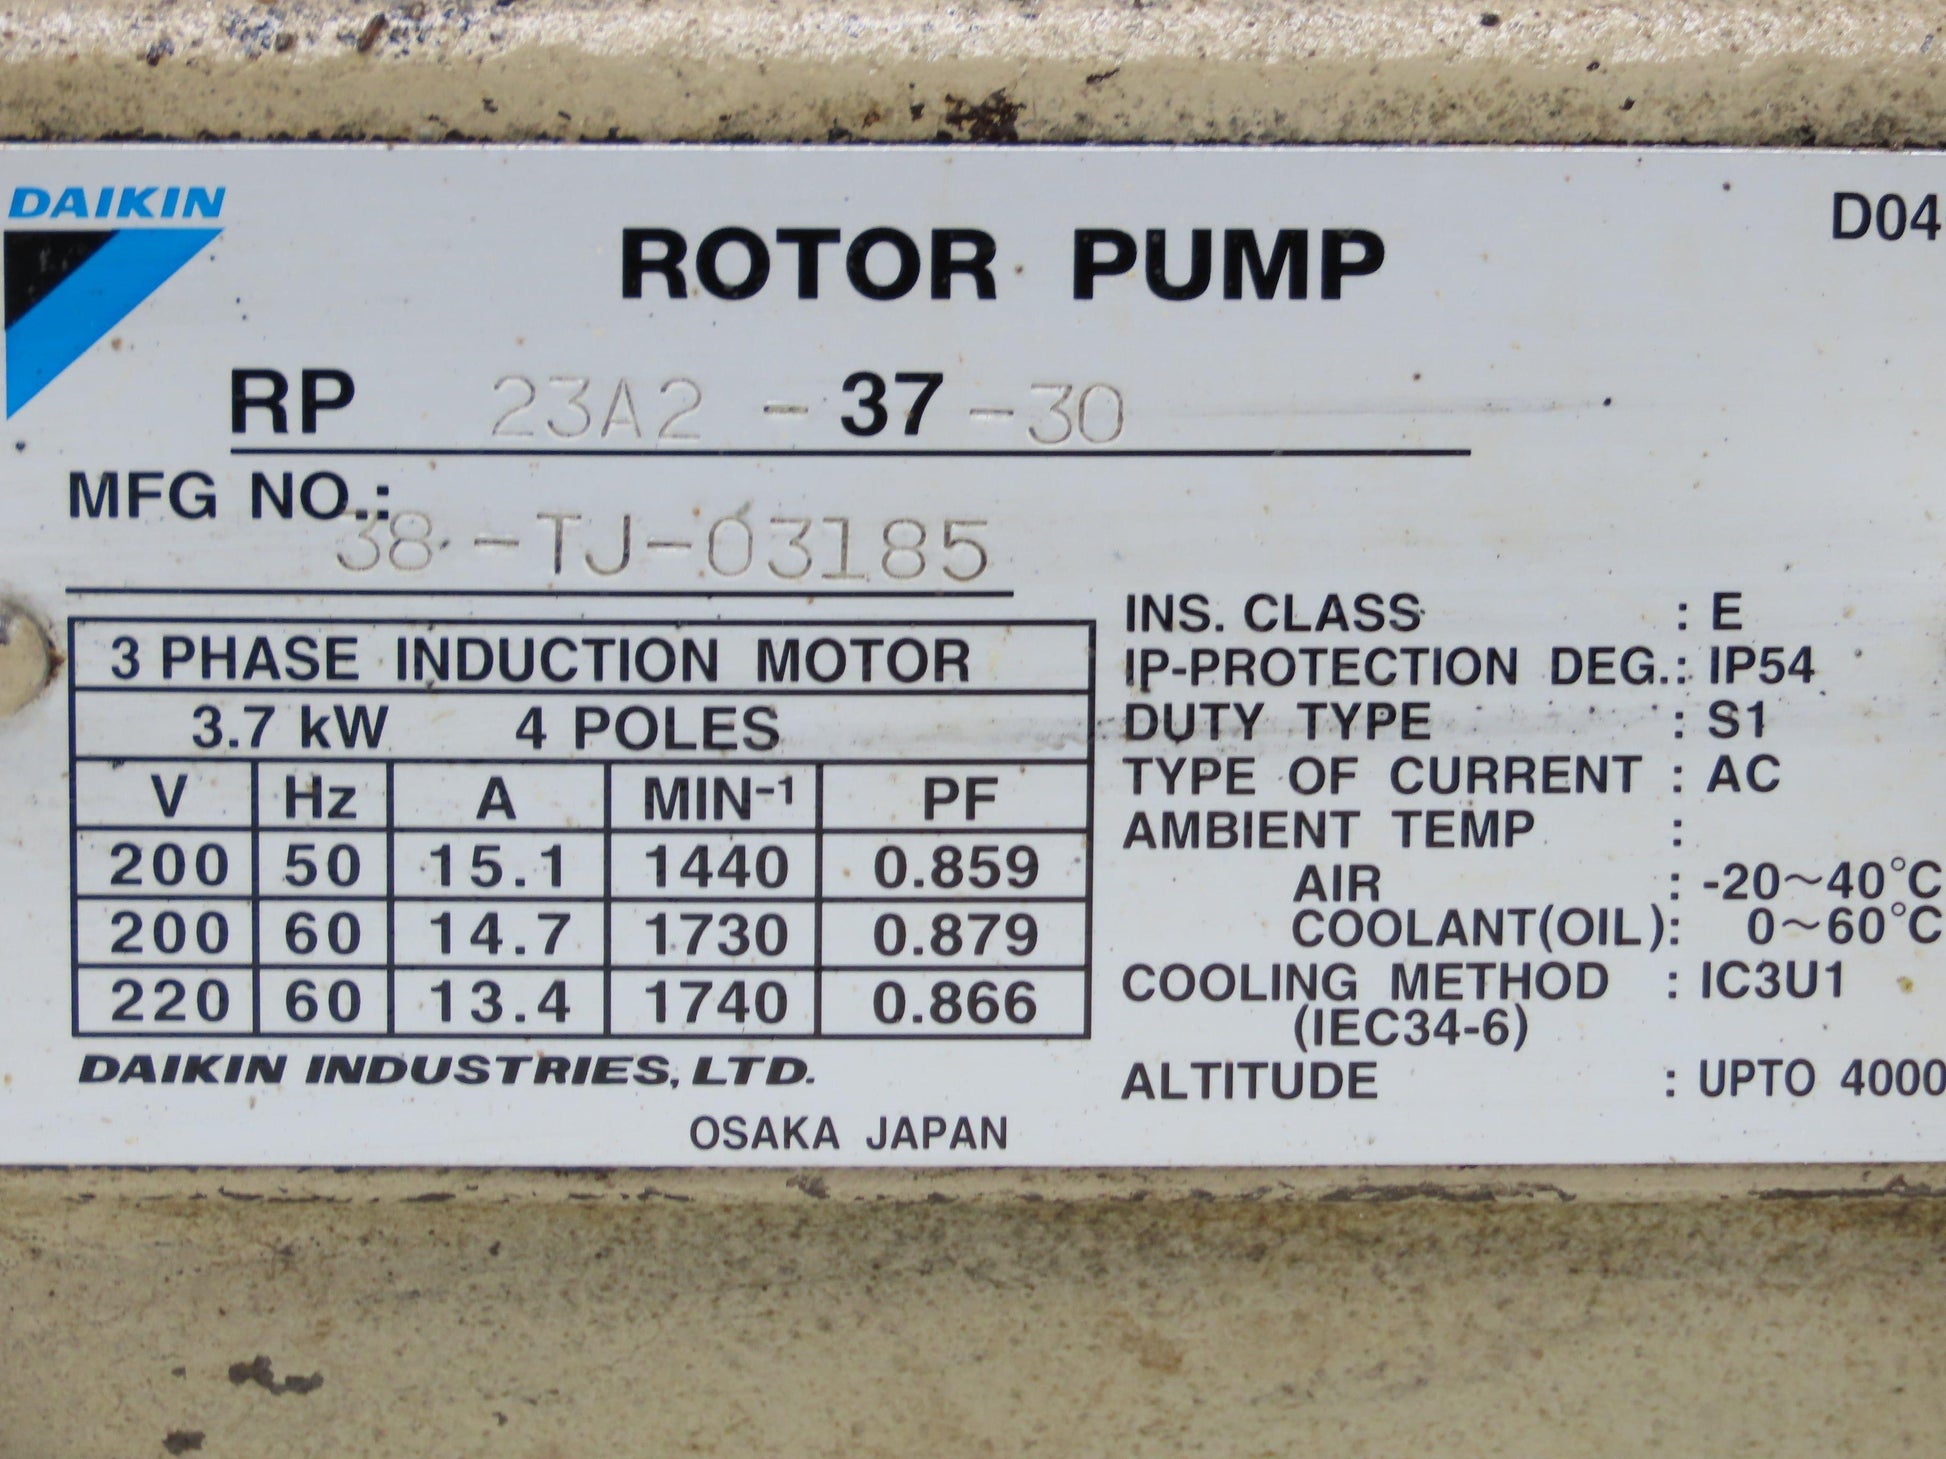 DAIKIN
D04
ROTOR PUMP
RP 23A2 - 37 - 30
MFG NO.:
38 - TJ-03185
3 PHASE INDUCTION MOTOR
3.7 kW 4 POLES
V Hz A MIN⁻¹ PF
200 50 15.1 1440 0.859
200 60 14.7 1730 0.879
220 60 13.4 1740 0.866
DAIKIN INDUSTRIES, LTD.
OSAKA JAPAN
INS. CLASS : E
IP-PROTECTION DEG. : IP54
DUTY TYPE : S1
TYPE OF CURRENT : AC
AMBIENT TEMP :
AIR : -20~40°C
COOLANT(OIL): 0~60°C
COOLING METHOD : IC3U1
(IEC34-6)
ALTITUDE : UPTO 4000